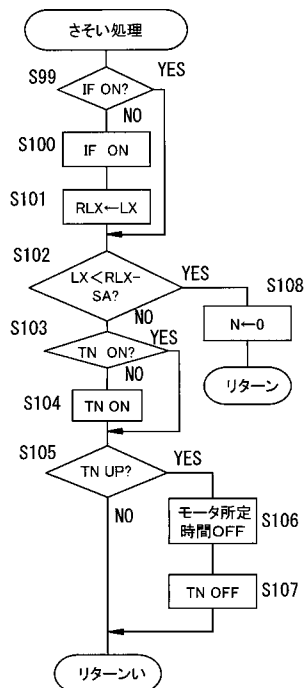 さそい処理
S99
IF ON?
YES
NO
S100
IF ON
S101
RLX←LX
S102
LX＜RLX−
SA?
YES
NO
S108
N←0
リターン
S103
TN ON?
YES
NO
S104
TN ON
S105
TN UP?
YES
NO
モータ所定
時間OFF
S106
TN OFF
S107
リターンい